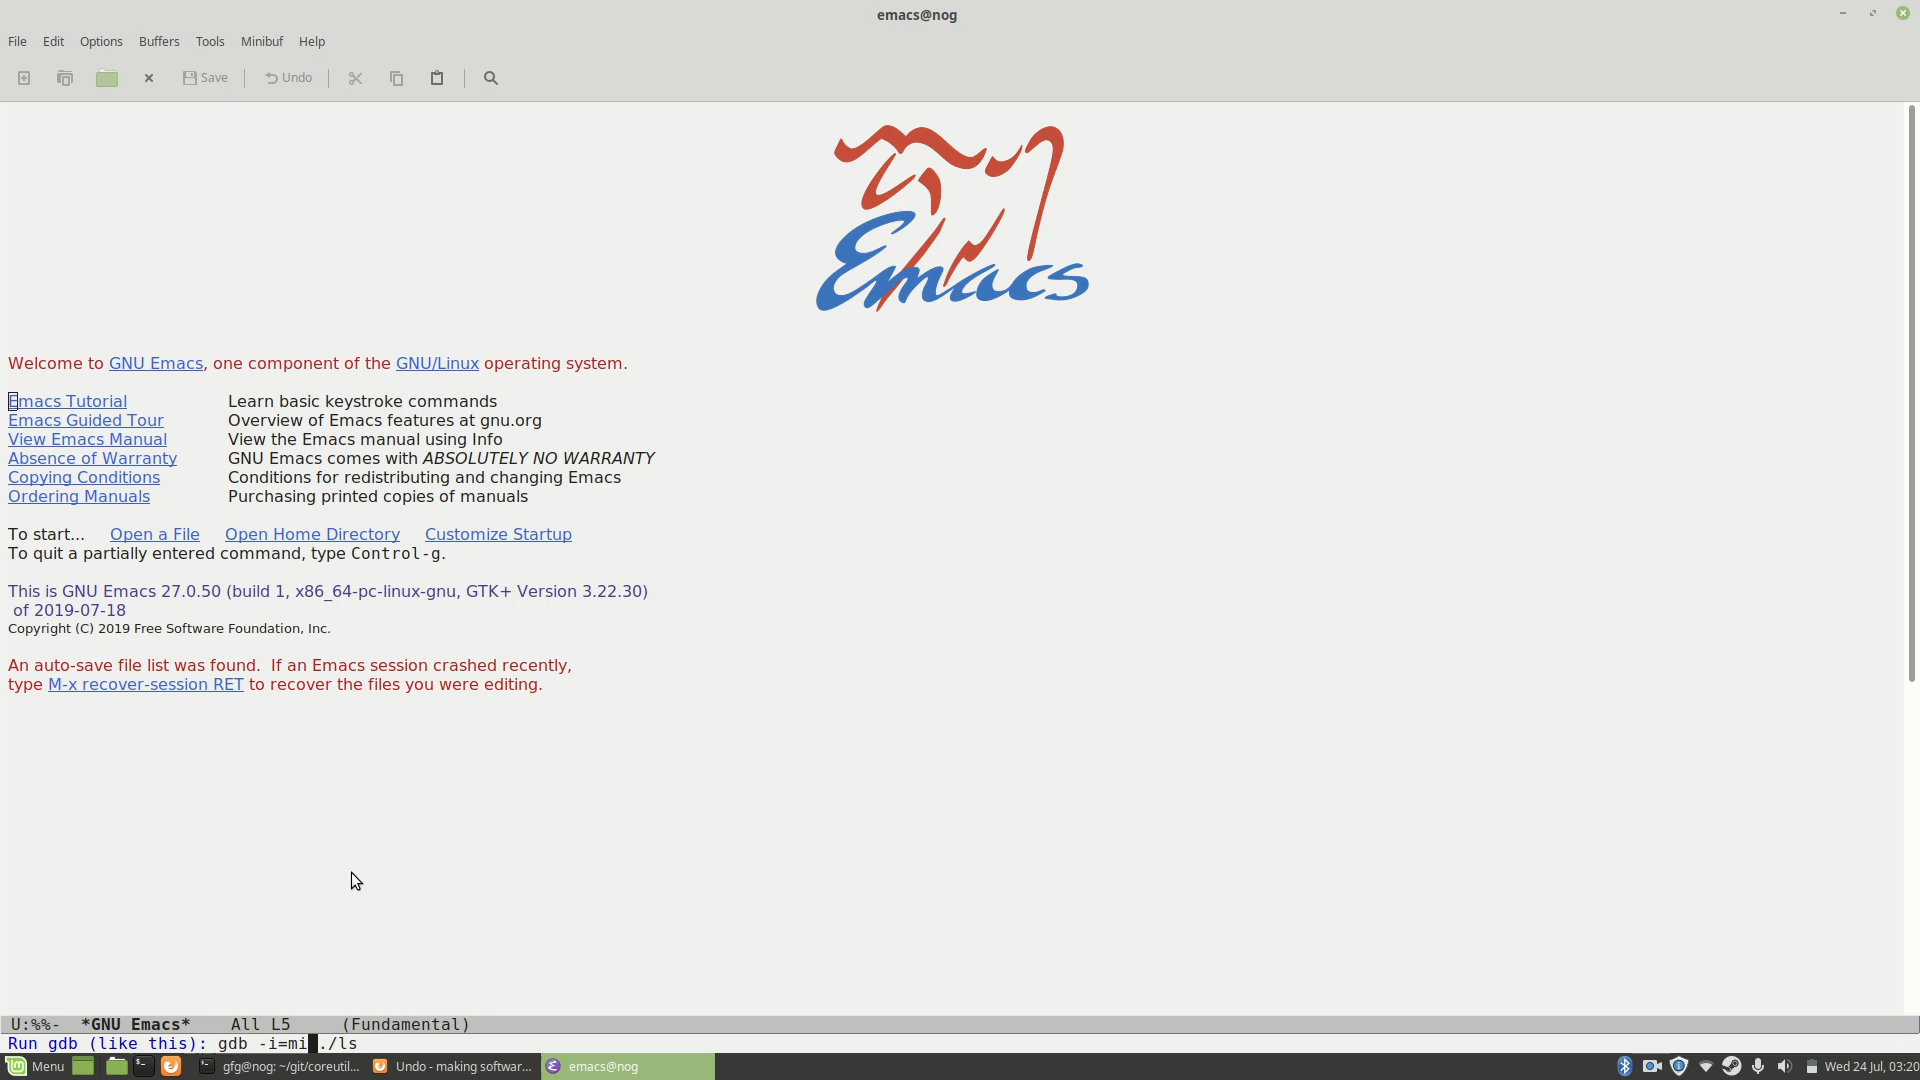 emacs@nog
File Edit Options Buffers Tools Minibuf Help
Save Undo
Emacs
Welcome to GNU Emacs, one component of the GNU/Linux operating system.
Emacs Tutorial Learn basic keystroke commands
Emacs Guided Tour Overview of Emacs features at gnu.org
View Emacs Manual View the Emacs manual using Info
Absence of Warranty GNU Emacs comes with ABSOLUTELY NO WARRANTY
Copying Conditions Conditions for redistributing and changing Emacs
Ordering Manuals Purchasing printed copies of manuals
To start... Open a File Open Home Directory Customize Startup
To quit a partially entered command, type Control-g.
This is GNU Emacs 27.0.50 (build 1, x86_64-pc-linux-gnu, GTK+ Version 3.22.30)
of 2019-07-18
Copyright (C) 2019 Free Software Foundation, Inc.
An auto-save file list was found. If an Emacs session crashed recently,
type M-x recover-session RET to recover the files you were editing.
U:%%- *GNU Emacs* All L5 (Fundamental)
Run gdb (like this): gdb -i=mi ./ls
Menu gfg@nog: ~/git/coreutil... Undo - making softwar... emacs@nog Wed 24 Jul, 03:20